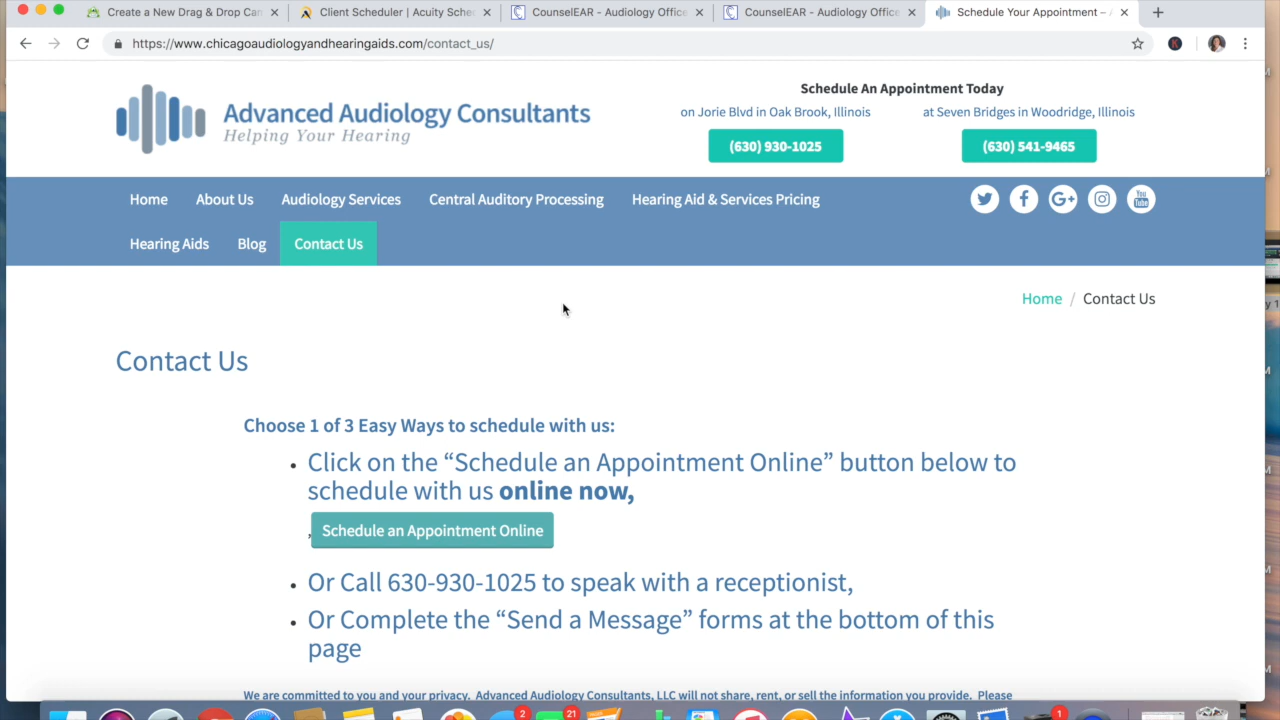 Create a New Drag & Drop Can
Client Scheduler | Acuity Sche
CounselEAR - Audiology Office
CounselEAR - Audiology Office
Schedule Your Appointment –
https://www.chicagoaudiologyandhearingaids.com/contact_us/
Schedule An Appointment Today
Advanced Audiology Consultants
Helping Your Hearing
on Jorie Blvd in Oak Brook, Illinois
at Seven Bridges in Woodridge, Illinois
(630) 930-1025
(630) 541-9465
Home About Us Audiology Services Central Auditory Processing Hearing Aid & Services Pricing
You Tube
Hearing Aids Blog Contact Us
Home / Contact Us
Contact Us
Choose 1 of 3 Easy Ways to schedule with us:
• Click on the “Schedule an Appointment Online” button below to
schedule with us online now,
, Schedule an Appointment Online
• Or Call 630-930-1025 to speak with a receptionist,
• Or Complete the “Send a Message” forms at the bottom of this
page
We are committed to you and your privacy. Advanced Audiology Consultants, LLC will not share, rent, or sell the information you provide. Please
2
21
1